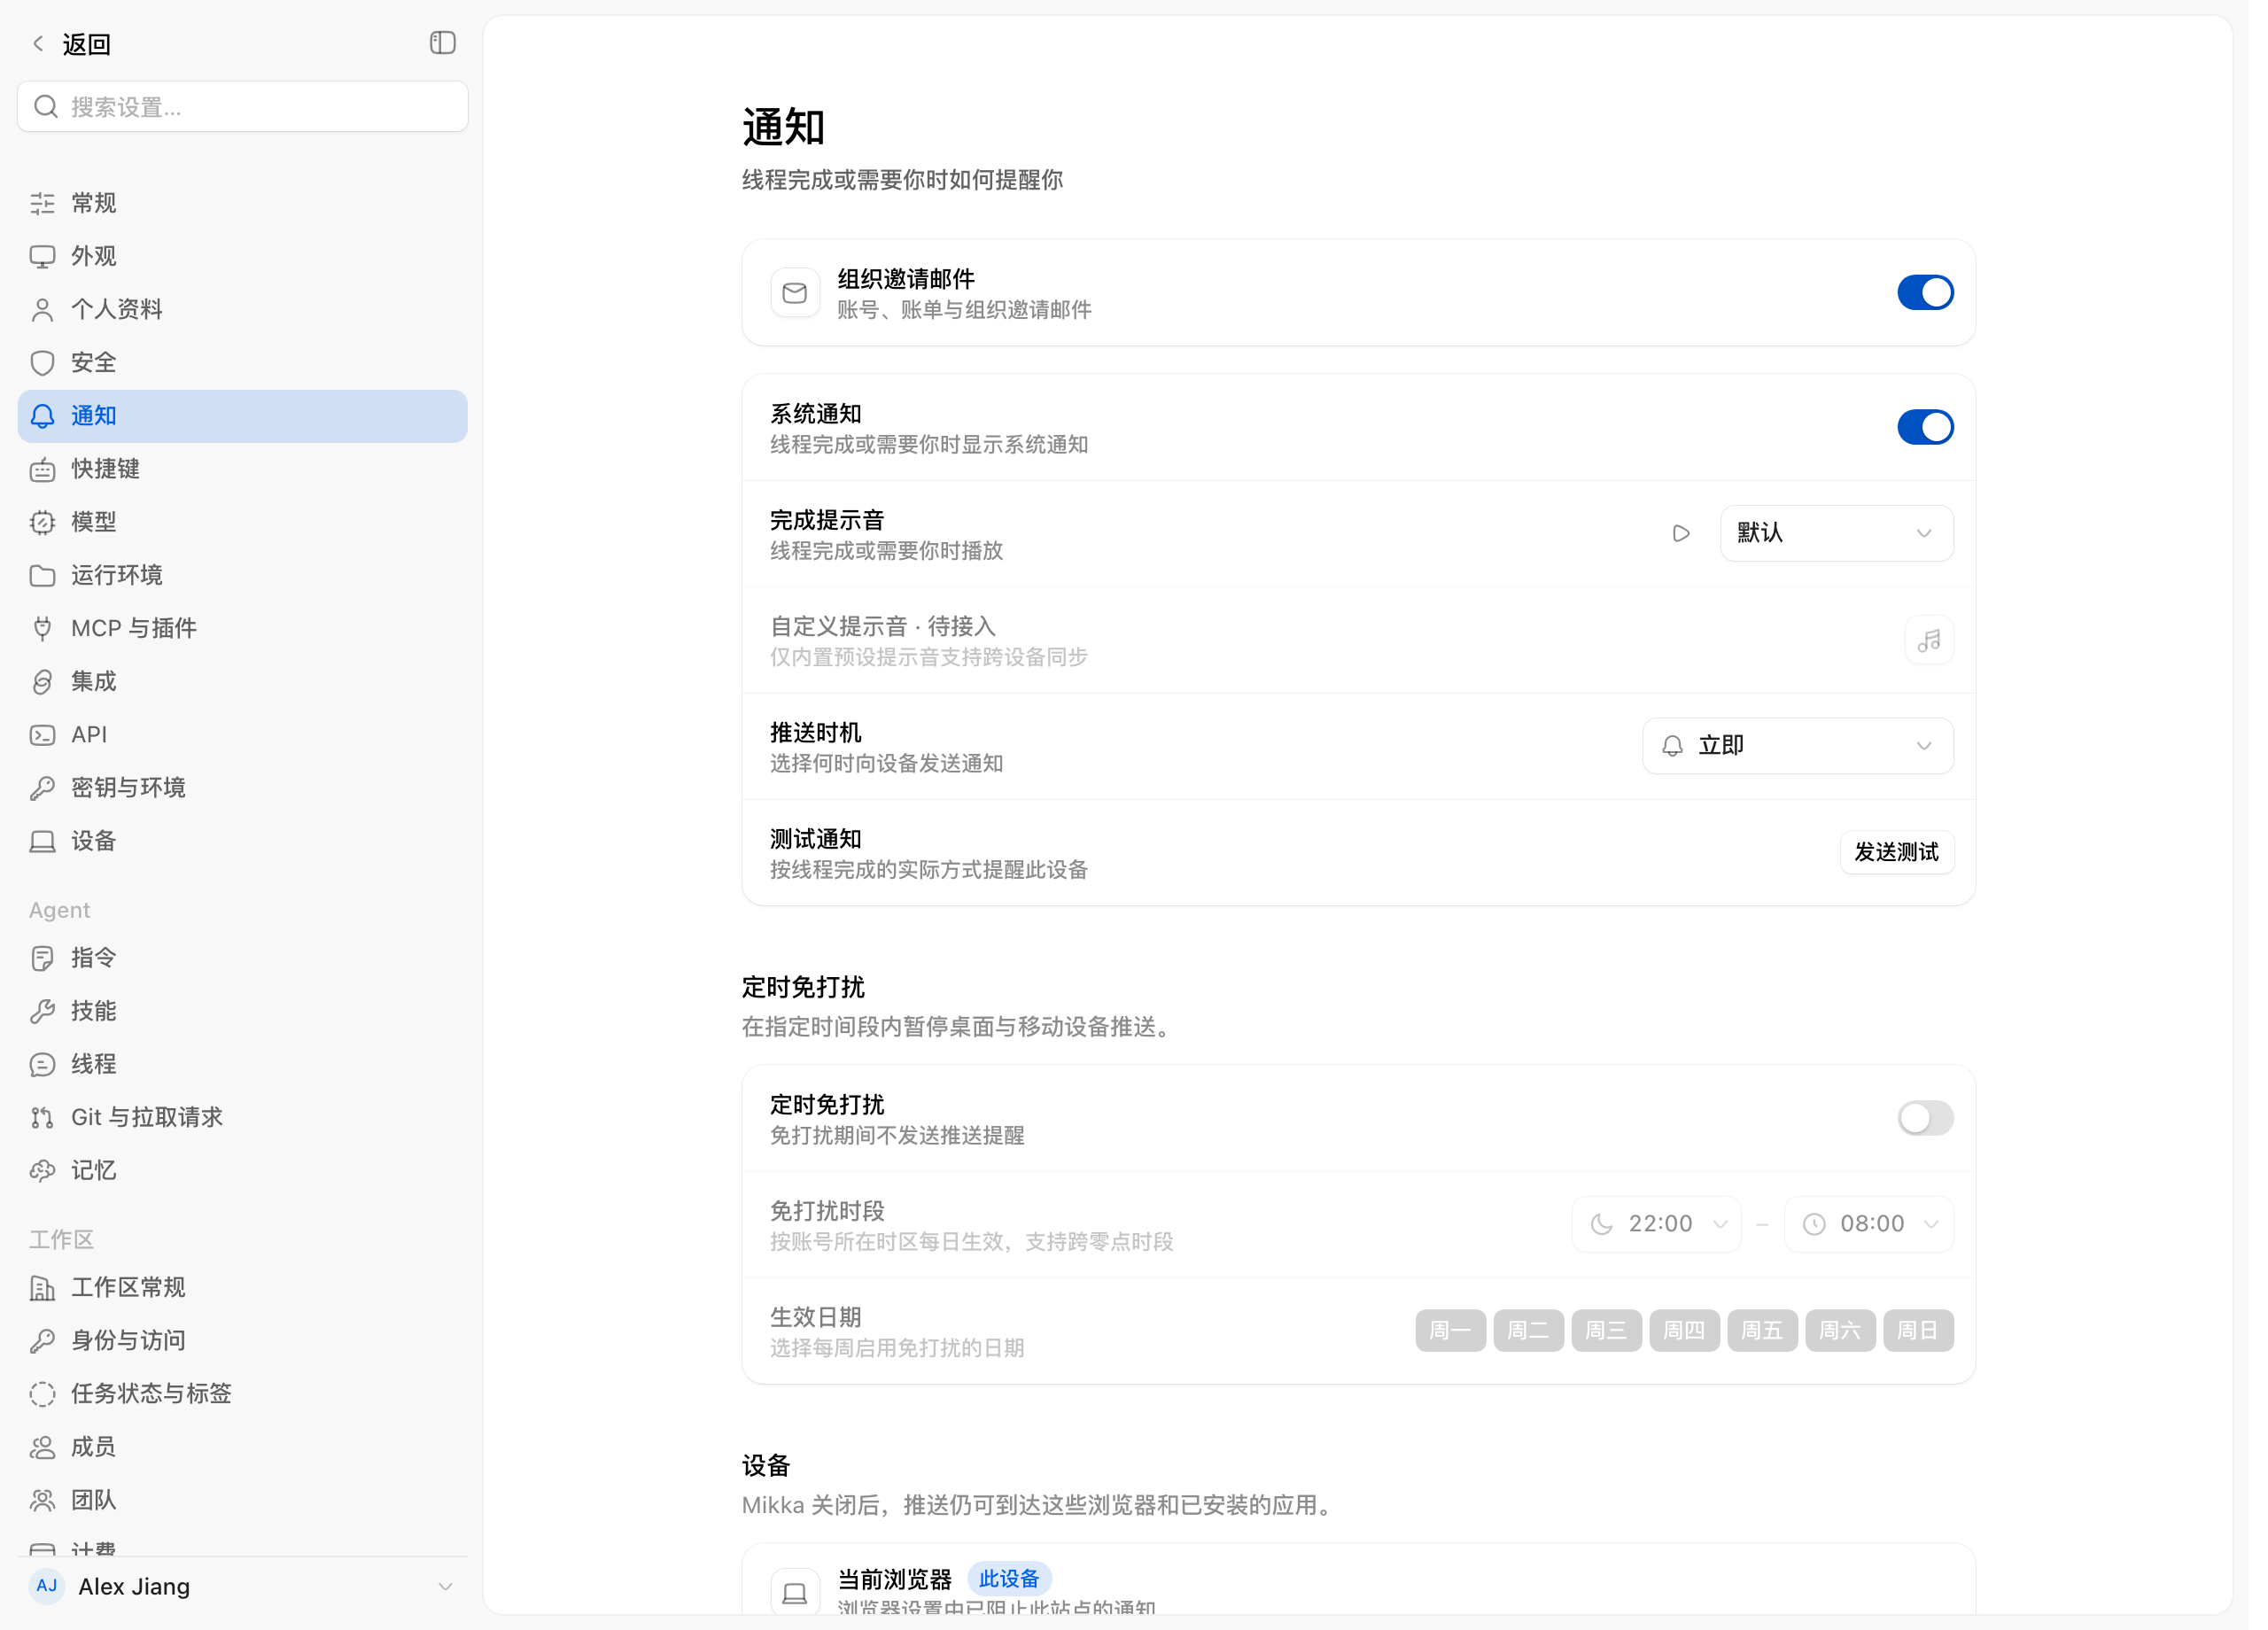 返回
搜索设置...
常规
外观
个人资料
安全
通知
快捷键
模型
运行环境
MCP 与插件
集成
API
密钥与环境
设备
Agent
指令
技能
线程
Git 与拉取请求
记忆
工作区
工作区常规
身份与访问
任务状态与标签
成员
团队
计费
AJ Alex Jiang
通知
线程完成或需要你时如何提醒你
组织邀请邮件
账号、账单与组织邀请邮件
系统通知
线程完成或需要你时显示系统通知
完成提示音
线程完成或需要你时播放
默认
自定义提示音 · 待接入
仅内置预设提示音支持跨设备同步
推送时机
选择何时向设备发送通知
立即
测试通知
按线程完成的实际方式提醒此设备
发送测试
定时免打扰
在指定时间段内暂停桌面与移动设备推送。
定时免打扰
免打扰期间不发送推送提醒
免打扰时段
按账号所在时区每日生效，支持跨零点时段
22:00 – 08:00
生效日期
选择每周启用免打扰的日期
周一 周二 周三 周四 周五 周六 周日
设备
Mikka 关闭后，推送仍可到达这些浏览器和已安装的应用。
当前浏览器 此设备
浏览器设置中已阻止此站点的通知